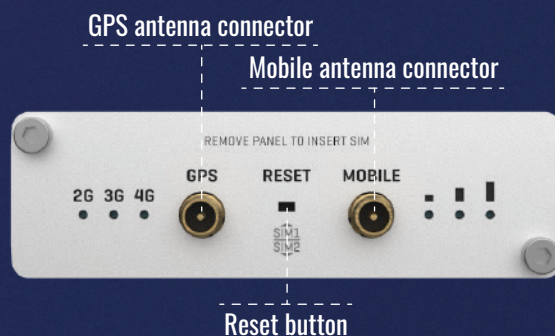 GPS antenna connector
Mobile antenna connector
REMOVE PANEL TO INSERT SIM
GPS RESET MOBILE
2G 3G 4G
SIM1
SIM2
Reset button